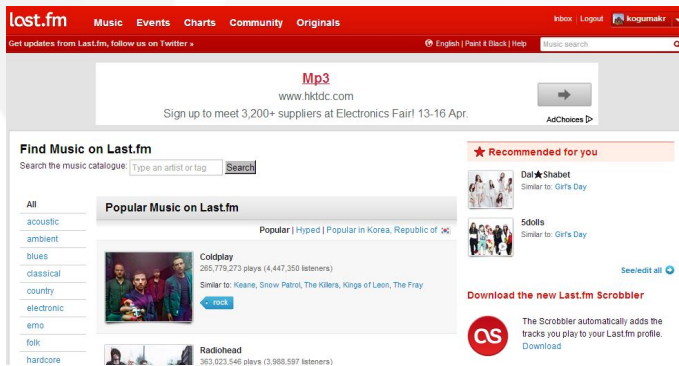 last.fm Music Events Charts Community Originals Inbox | Logout kogumakr
Get updates from Last.fm, follow us on Twitter » English | Paint it Black | Help Music search
Mp3
www.hktdc.com
Sign up to meet 3,200+ suppliers at Electronics Fair! 13-16 Apr.
AdChoices
Find Music on Last.fm
Search the music catalogue: Type an artist or tag Search
All
acoustic
ambient
blues
classical
country
electronic
emo
folk
hardcore
Popular Music on Last.fm
Popular | Hyped | Popular in Korea, Republic of
Coldplay
265,779,273 plays (4,447,350 listeners)
Similar to: Keane, Snow Patrol, The Killers, Kings of Leon, The Fray
rock
Radiohead
363,023,546 plays (3,988,597 listeners)
Recommended for you
Dal★Shabet
Similar to: Girl's Day
5dolls
Similar to: Girl's Day
See/edit all
Download the new Last.fm Scrobbler
The Scrobbler automatically adds the
tracks you play to your Last.fm profile.
Download